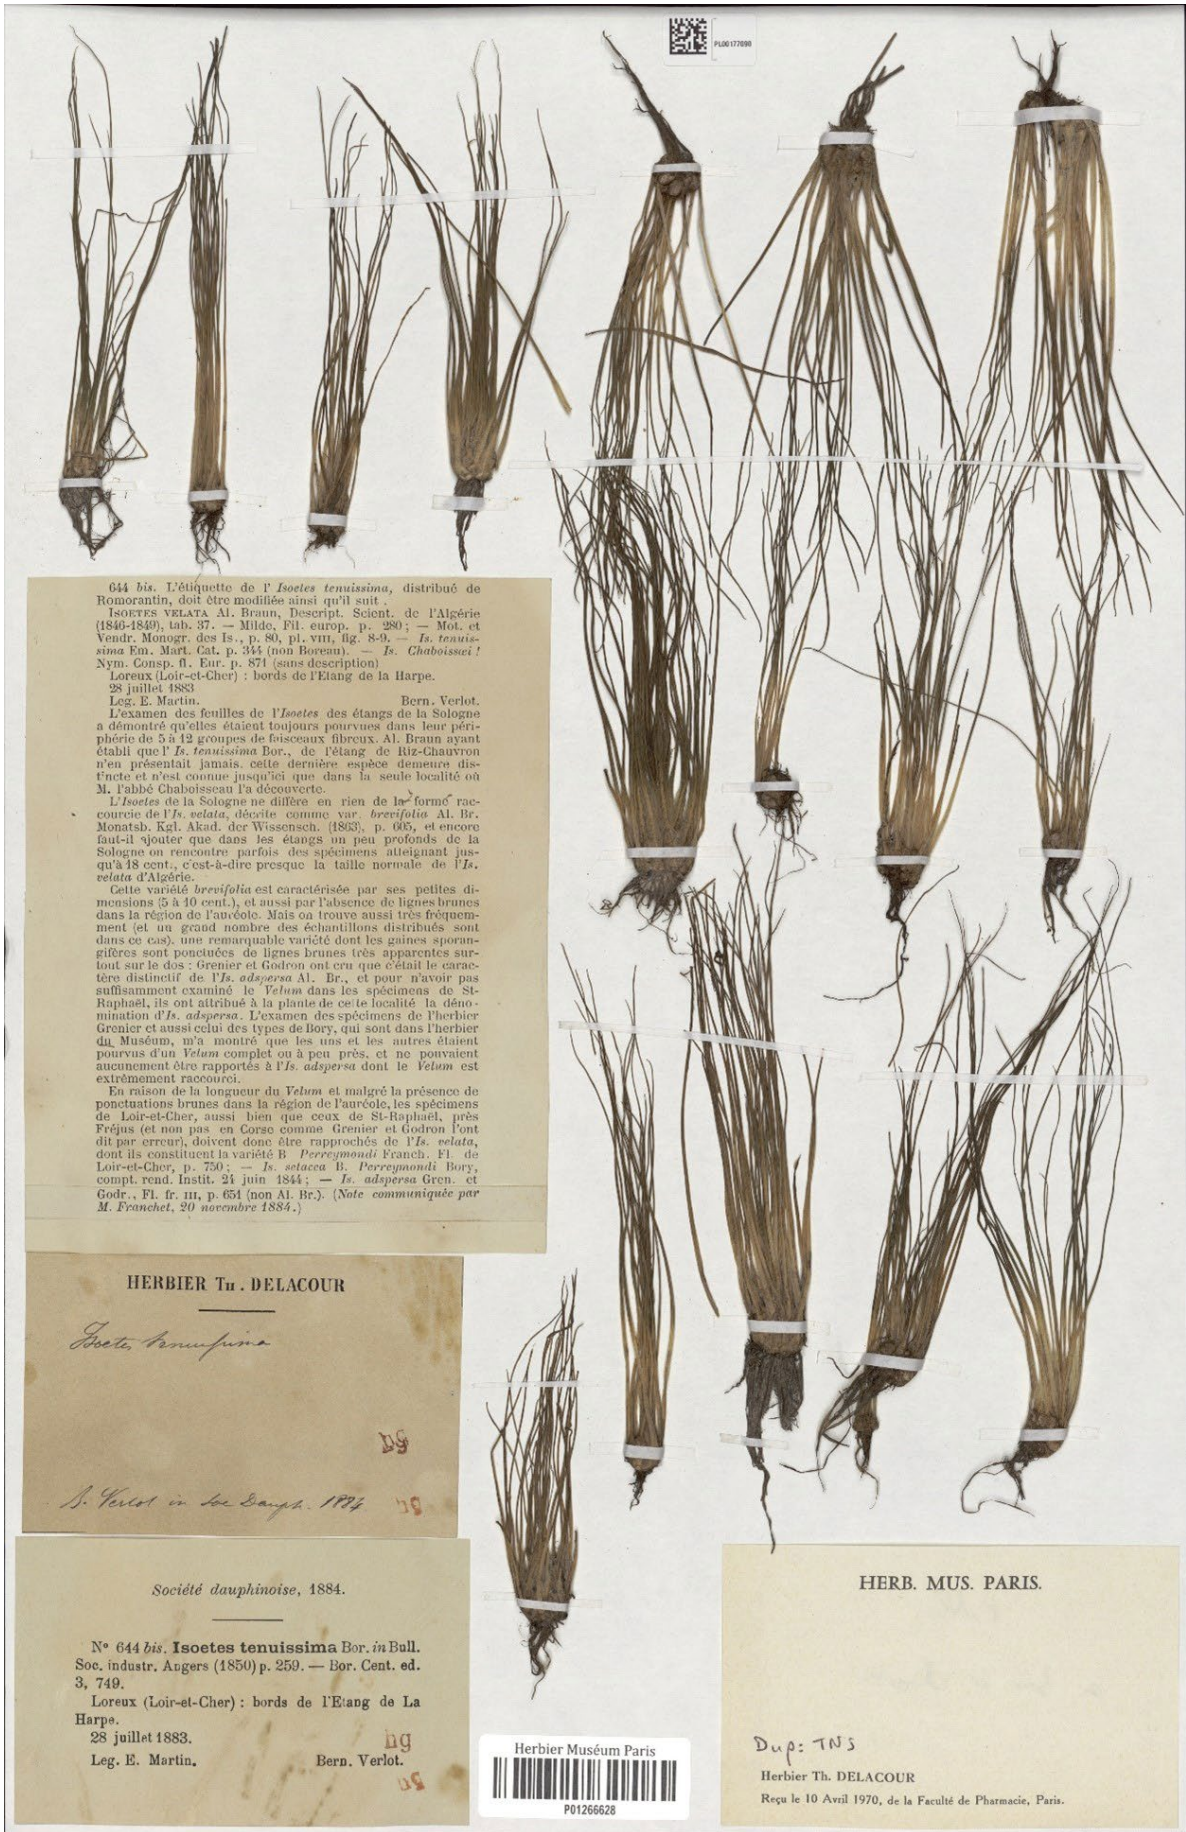 PL00177898
644 bis. L'étiquette de l' Isoetes tenuissima, distribué de
Romorantin, doit être modifiée ainsi qu'il suit .
ISOETES VELATA Al. Braun, Descript. Scient. de l'Algérie
(1846-1849), tab. 37. — Milde, Fil. europ. p. 280 ; — Mot. et
Vendr. Monogr. des Is., p. 80, pl. VIII, fig. 8-9. — Is. tenuis-
sima Em. Mart. Cat. p. 344 (non Boreau). — Is. Chaboissæi !
Nym. Consp. fl. Eur. p. 871 (sans description)
Loreux (Loir-et-Cher) : bords de l'Etang de la Harpe.
28 juillet 1883
Leg. E. Martin. Bern. Verlot.
L'examen des feuilles de l'Isoetes des étangs de la Sologne
a démontré qu'elles étaient toujours pourvues dans leur péri-
phérie de 5 à 12 groupes de faisceaux fibreux. Al. Braun ayant
établi que l' Is. tenuissima Bor., de l'étang de Riz-Chauvron
n'en présentait jamais, cette dernière espèce demeure dis-
tincte et n'est connue jusqu'ici que dans la seule localité où
M. l'abbé Chaboisseau l'a découverte.
L'Isoetes de la Sologne ne diffère en rien de la forme rac-
courcie de l'Is. velata, décrite comme var. brevifolia Al. Br.
Monatsb. Kgl. Akad. der Wissensch. (1863), p. 605, et encore
faut-il ajouter que dans les étangs un peu profonds de la
Sologne on rencontre parfois des spécimens atteignant jus-
qu'à 18 cent., c'est-à-dire presque la taille normale de l'Is.
velata d'Algérie.
Cette variété brevifolia est caractérisée par ses petites di-
mensions (5 à 10 cent.), et aussi par l'absence de lignes brunes
dans la région de l'auréole. Mais on trouve aussi très fréquem-
ment (et un grand nombre des échantillons distribués sont
dans ce cas). une remarquable variété dont les gaines sporan-
gifères sont ponctuées de lignes brunes très apparentes sur-
tout sur le dos : Grenier et Godron ont cru que c'était le carac-
tère distinctif de l'Is. adspersa Al. Br., et pour n'avoir pas
suffisamment examiné le Velum dans les spécimens de St-
Raphaël, ils ont attribué à la plante de cette localité la déno-
mination d'Is. adspersa. L'examen des spécimens de l'herbier
Grenier et aussi celui des types de Bory, qui sont dans l'herbier
du Muséum, m'a montré que les uns et les autres étaient
pourvus d'un Velum complet ou à peu près, et ne pouvaient
aucunement être rapportés à l'Is. adspersa dont le Velum est
extrêmement raccourci.
En raison de la longueur du Velum et malgré la présence de
ponctuations brunes dans la région de l'auréole, les spécimens
de Loir-et-Cher, aussi bien que ceux de St-Raphaël, près
Fréjus (et non pas en Corse comme Grenier et Godron l'ont
dit par erreur), doivent donc être rapprochés de l'Is. velata,
dont ils constituent la variété B Perreymondi Franch. Fl. de
Loir-et-Cher, p. 750 ; — Is. setacea B. Perreymondi Bory,
compt. rend. Instit. 24 juin 1844 ; — Is. adspersa Gren. et
Godr., Fl. fr. III, p. 651 (non Al. Br.). (Note communiquée par
M. Franchet, 20 novembre 1884.)
HERBIER TH. DELACOUR
Isoetes tenuissima
B. Verlot in Soc Dauph. 1884
Société dauphinoise, 1884.
N° 644 bis. Isoetes tenuissima Bor. in Bull.
Soc. industr. Angers (1850) p. 259. — Bor. Cent. ed.
3, 749.
Loreux (Loir-et-Cher) : bords de l'Etang de La
Harpe.
28 juillet 1883.
Leg. E. Martin. Bern. Verlot.
Herbier Muséum Paris
P01266628
HERB. MUS. PARIS.
Dup: TNS
Herbier Th. DELACOUR
Reçu le 10 Avril 1970, de la Faculté de Pharmacie, Paris.